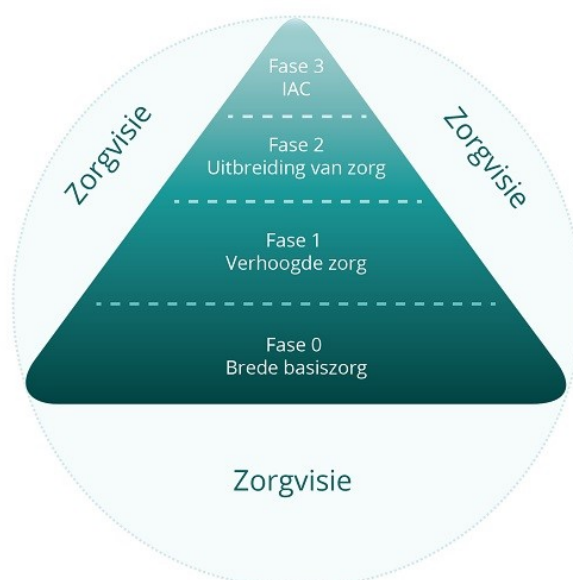 Fase 3
IAC
Zorgvisie
Zorgvisie
Fase 2
Uitbreiding van zorg
Fase 1
Verhoogde zorg
Fase 0
Brede basiszorg
Zorgvisie